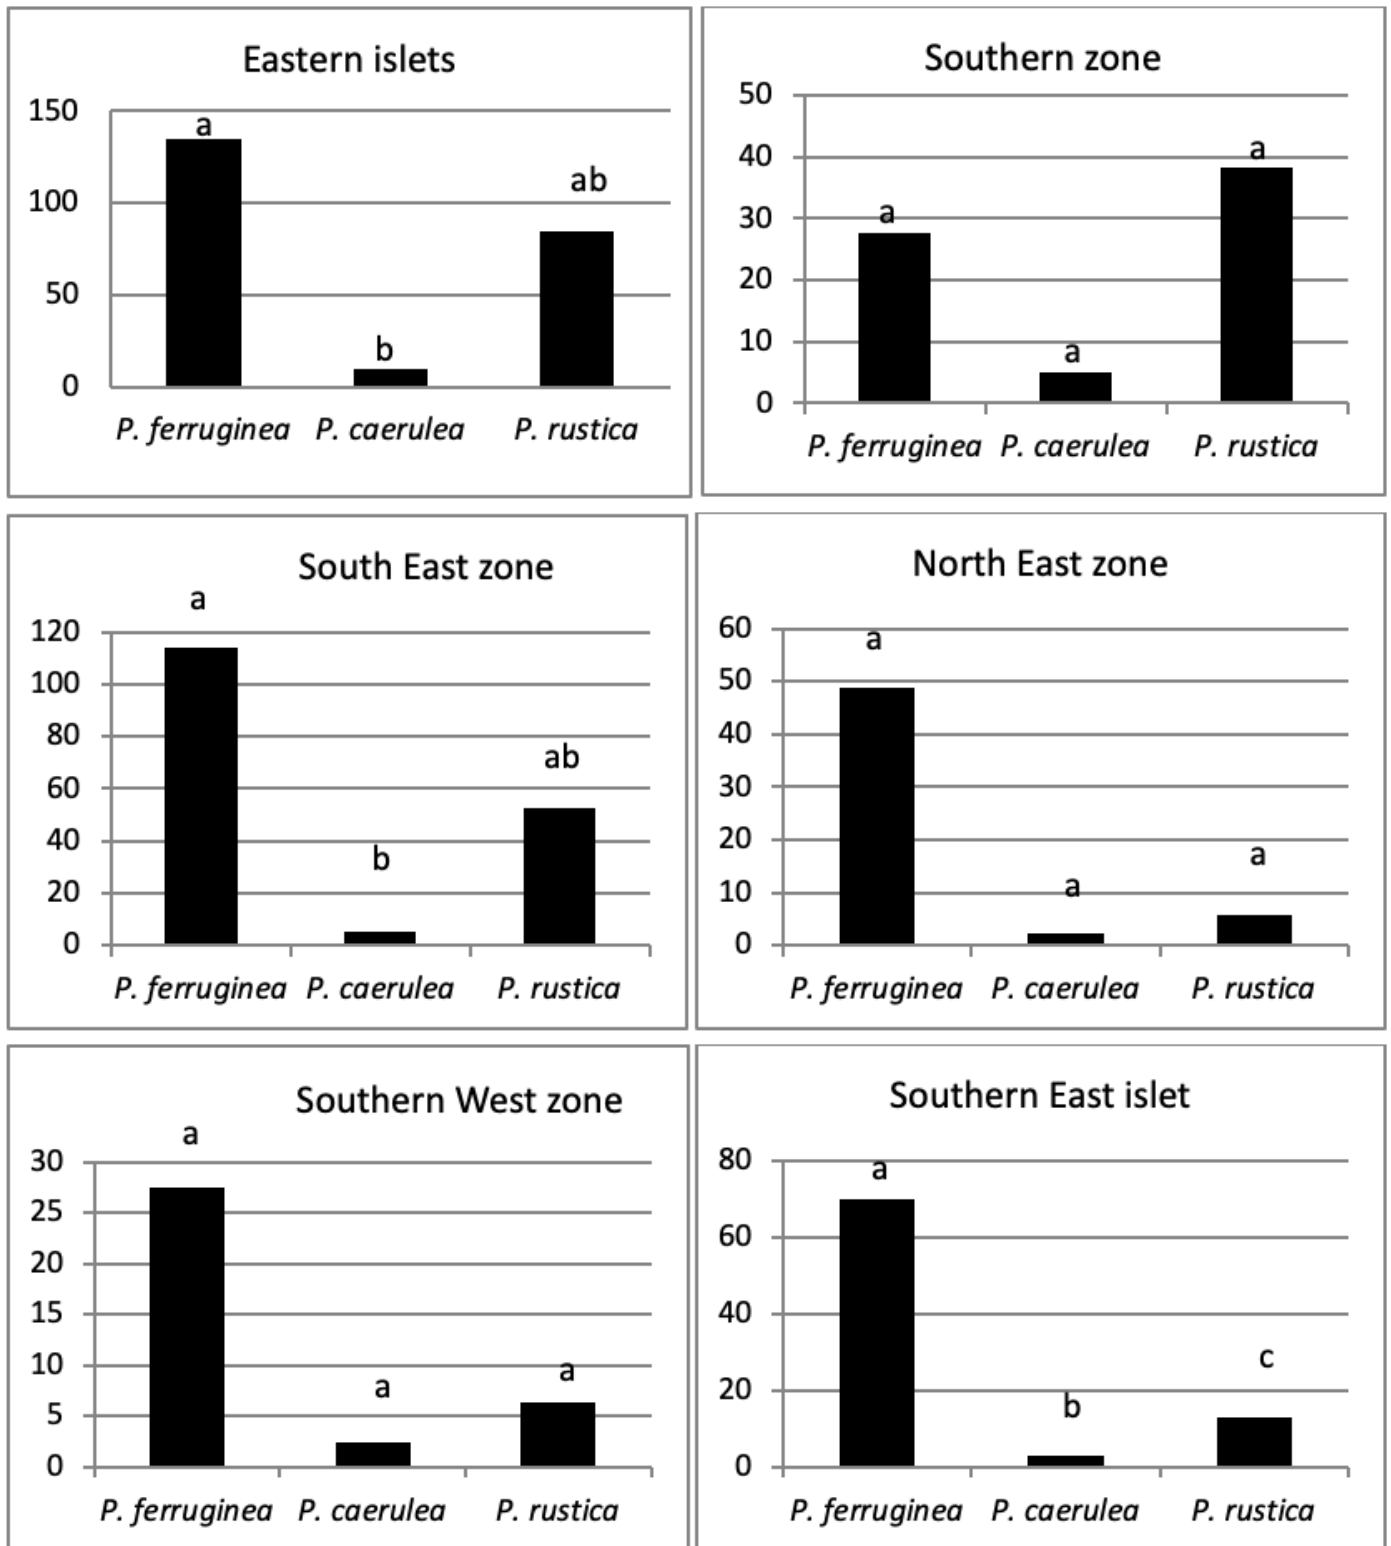 Eastern islets
150
a
100
ab
50
b
0
P. ferruginea P. caerulea P. rustica
Southern zone
50
40
a
30
a
20
10
a
0
P. ferruginea P. caerulea P. rustica
South East zone
a
120
100
80
ab
60
40
b
20
0
P. ferruginea P. caerulea P. rustica
North East zone
60
a
50
40
30
20
a
10
a
0
P. ferruginea P. caerulea P. rustica
Southern West zone
a
30
25
20
15
10
a
a
5
0
P. ferruginea P. caerulea P. rustica
Southern East islet
80
a
60
40
c
20
b
0
P. ferruginea P. caerulea P. rustica